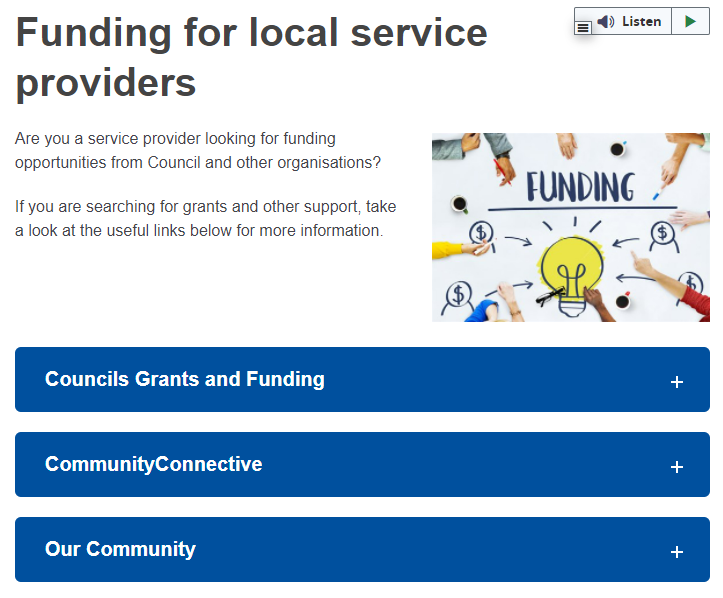 Funding for local service
providers
Listen
Are you a service provider looking for funding
opportunities from Council and other organisations?
If you are searching for grants and other support, take
a look at the useful links below for more information.
FUNDING
$
$
$
$
Councils Grants and Funding
+
CommunityConnective
+
Our Community
+